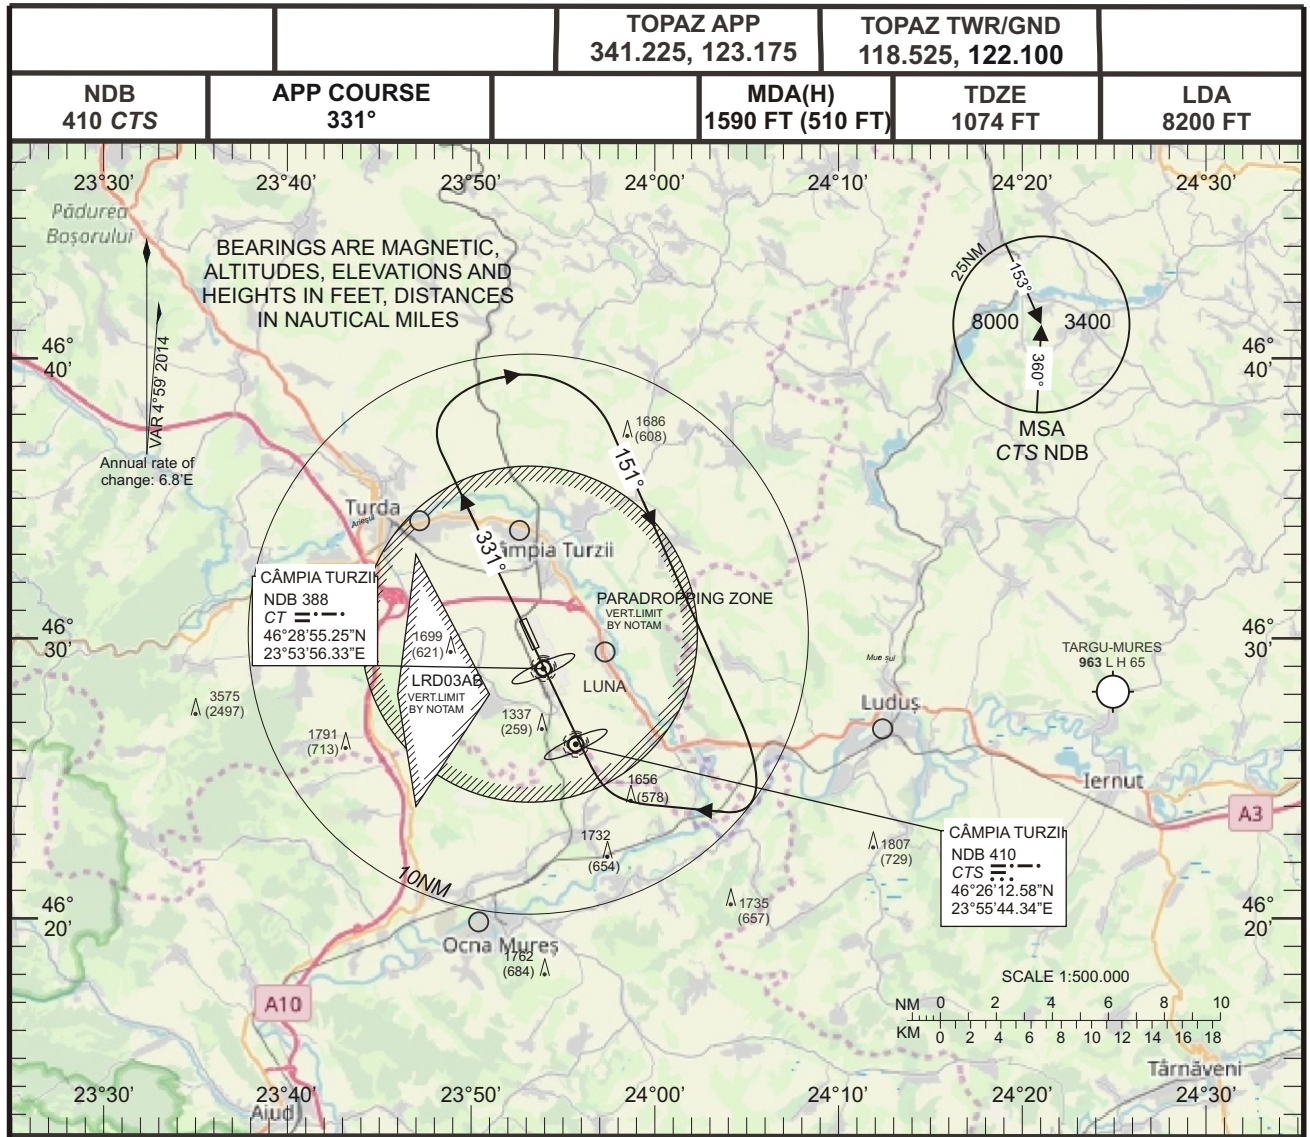 TOPAZ APP
341.225, 123.175
TOPAZ TWR/GND
118.525, 122.100
NDB
410 CTS
APP COURSE
331°
MDA(H)
1590 FT (510 FT)
TDZE
1074 FT
LDA
8200 FT
23°30'
23°40'
23°50'
24°00'
24°10'
24°20'
24°30'
Pădurea
Boșorului
BEARINGS ARE MAGNETIC,
ALTITUDES, ELEVATIONS AND
HEIGHTS IN FEET, DISTANCES
IN NAUTICAL MILES
25NM
153°
8000
3400
360°
MSA
CTS NDB
46°
40'
46°
40'
VAR 4°59' 2014
Annual rate of
change: 6.8'E
1686
(608)
151°
Turda
Arieșul
331°
âmpia Turzii
CÂMPIA TURZII
NDB 388
CT
46°28'55.25"N
23°53'56.33"E
PARADROPPING ZONE
VERT.LIMIT
BY NOTAM
46°
30'
46°
30'
1699
(621)
LRD03AB
VERT.LIMIT
BY NOTAM
LUNA
TARGU-MURES
963 L H 65
3575
(2497)
1791
(713)
1337
(259)
Luduș
1656
(578)
Iernut
A3
1732
(654)
1807
(729)
CÂMPIA TURZII
NDB 410
CTS
46°26'12.58"N
23°55'44.34"E
10NM
1735
(657)
46°
20'
46°
20'
Ocna Mureș
1762
(684)
A10
SCALE 1:500.000
NM 0 2 4 6 8 10
KM 0 2 4 6 8 10 12 14 16 18
Târnăveni
23°30'
23°40'
23°50'
24°00'
24°10'
24°20'
24°30'
Aiud